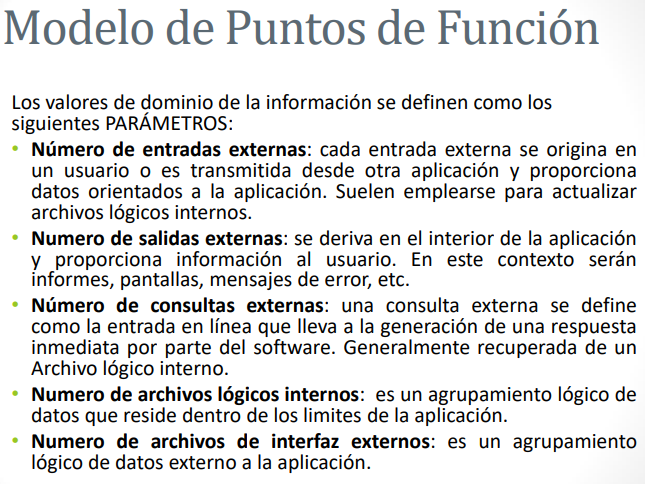 Modelo de Puntos de Función
Los valores de dominio de la información se definen como los
siguientes PARÁMETROS:
• Número de entradas externas: cada entrada externa se origina en
un usuario o es transmitida desde otra aplicación y proporciona
datos orientados a la aplicación. Suelen emplearse para actualizar
archivos lógicos internos.
• Numero de salidas externas: se deriva en el interior de la aplicación
y proporciona información al usuario. En este contexto serán
informes, pantallas, mensajes de error, etc.
• Número de consultas externas: una consulta externa se define
como la entrada en línea que lleva a la generación de una respuesta
inmediata por parte del software. Generalmente recuperada de un
Archivo lógico interno.
• Numero de archivos lógicos internos: es un agrupamiento lógico de
datos que reside dentro de los limites de la aplicación.
• Numero de archivos de interfaz externos: es un agrupamiento
lógico de datos externo a la aplicación.